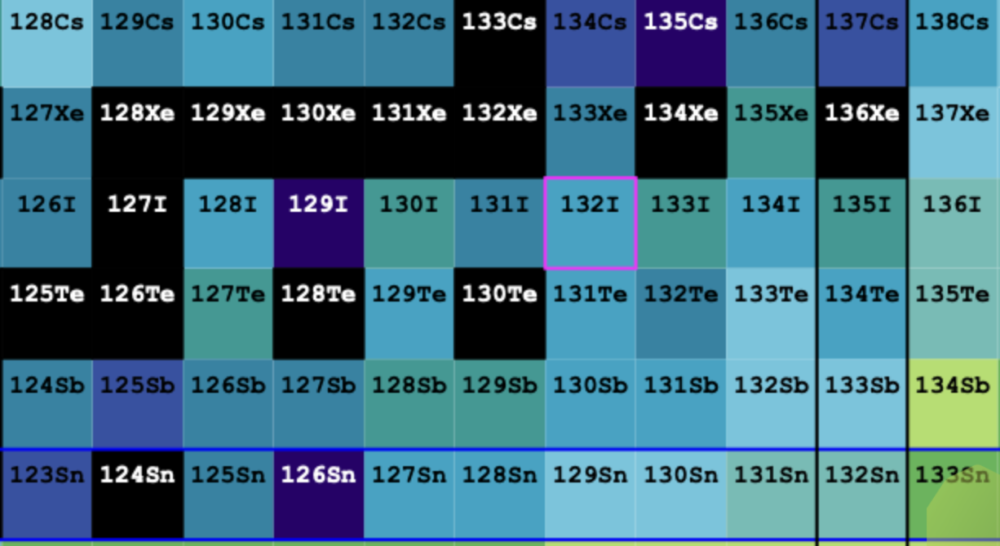 128Cs 129Cs 130Cs 131Cs 132Cs 133Cs 134Cs 135Cs 136Cs 137Cs 138Cs
127Xe 128Xe 129Xe 130Xe 131Xe 132Xe 133Xe 134Xe 135Xe 136Xe 137Xe
126I 127I 128I 129I 130I 131I 132I 133I 134I 135I 136I
125Te 126Te 127Te 128Te 129Te 130Te 131Te 132Te 133Te 134Te 135Te
124Sb 125Sb 126Sb 127Sb 128Sb 129Sb 130Sb 131Sb 132Sb 133Sb 134Sb
123Sn 124Sn 125Sn 126Sn 127Sn 128Sn 129Sn 130Sn 131Sn 132Sn 133Sn